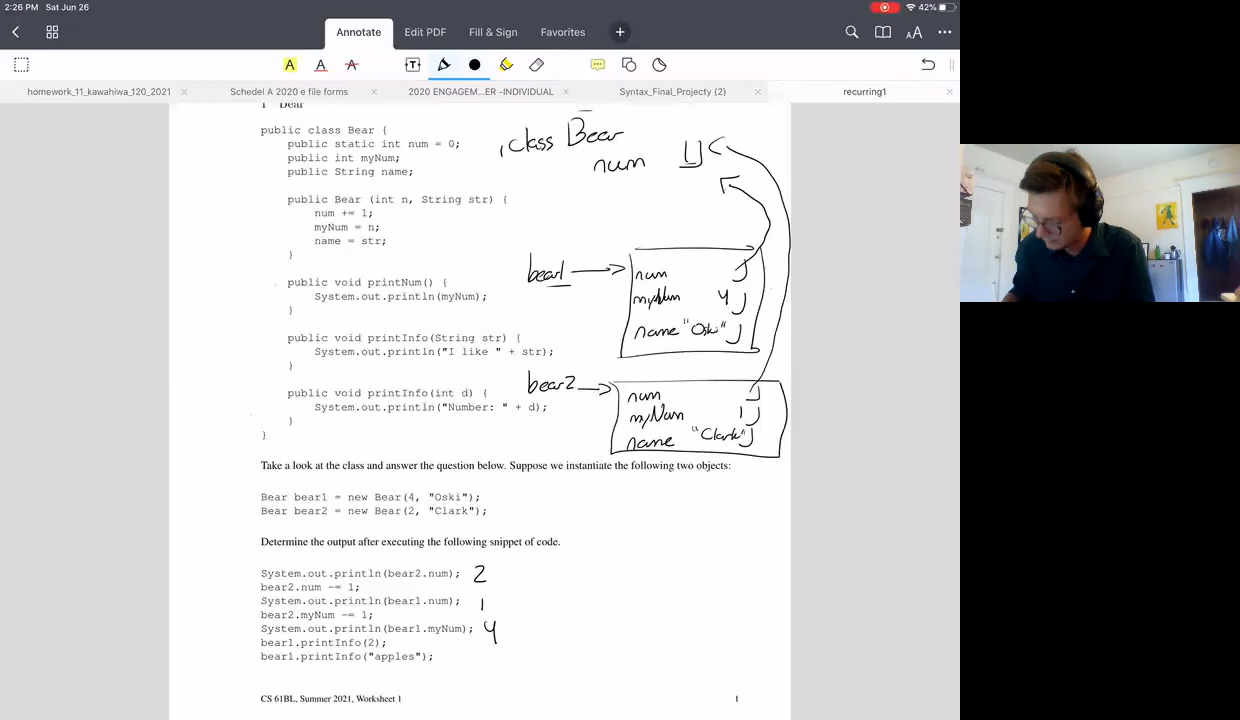 2:26 PM Sat Jun 26 42%
Annotate Edit PDF Fill & Sign Favorites
homework_11_kawahiwa_120_2021 Schedel A 2020 e file forms 2020 ENGAGEM...ER -INDIVIDUAL Syntax_Final_Projecty (2) recurring1
public class Bear {
public static int num = 0;
public int myNum;
public String name;
public Bear (int n, String str) {
num += 1;
myNum = n;
name = str;
}
public void printNum() {
System.out.println(myNum);
}
public void printInfo(String str) {
System.out.println("I like " + str);
}
public void printInfo(int d) {
System.out.println("Number: " + d);
}
}
class Bear
num 1
bear1
num
myNum 4
name "Oski"
bear2
num
myNum 1
name "Clark"
Take a look at the class and answer the question below. Suppose we instantiate the following two objects:
Bear bear1 = new Bear(4, "Oski");
Bear bear2 = new Bear(2, "Clark");
Determine the output after executing the following snippet of code.
System.out.println(bear2.num); 2
bear2.num -= 1;
System.out.println(bear1.num); 1
bear2.myNum -= 1;
System.out.println(bear1.myNum); 4
bear1.printInfo(2);
bear1.printInfo("apples");
CS 61BL, Summer 2021, Worksheet 1 1